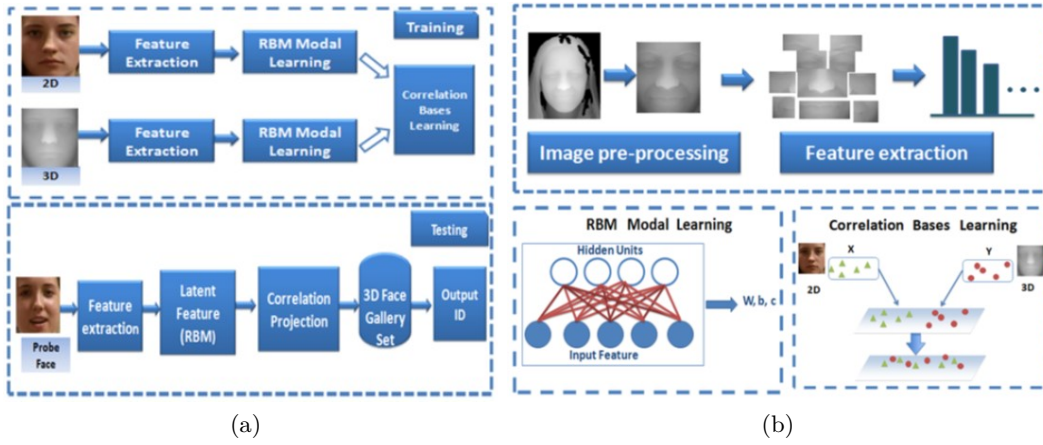 Training
2D
Feature
Extraction
RBM Modal
Learning
Correlation
Bases
Learning
3D
Feature
Extraction
RBM Modal
Learning
Testing
Probe
Face
Feature
extraction
Latent
Feature
(RBM)
Correlation
Projection
3D Face
Gallery
Set
Output
ID
(a)
Image pre-processing
Feature extraction
RBM Modal Learning
Hidden Units
Input Feature
W, b, c
Correlation Bases Learning
X
Y
2D
3D
(b)